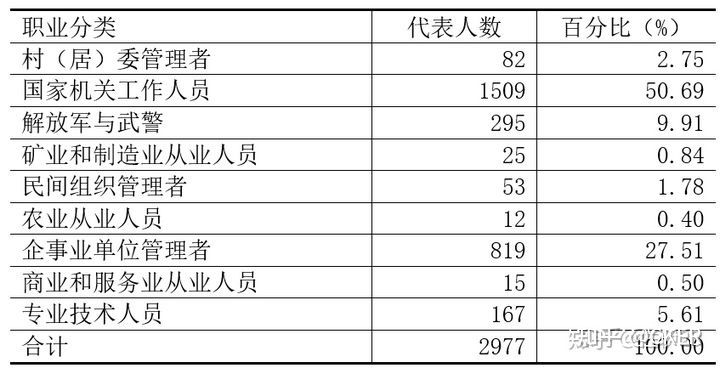 职业分类 代表人数 百分比（%）
村（居）委管理者 82 2.75
国家机关工作人员 1509 50.69
解放军与武警 295 9.91
矿业和制造业从业人员 25 0.84
民间组织管理者 53 1.78
农业从业人员 12 0.40
企事业单位管理者 819 27.51
商业和服务业从业人员 15 0.50
专业技术人员 167 5.61
合计 2977 100.00
知乎